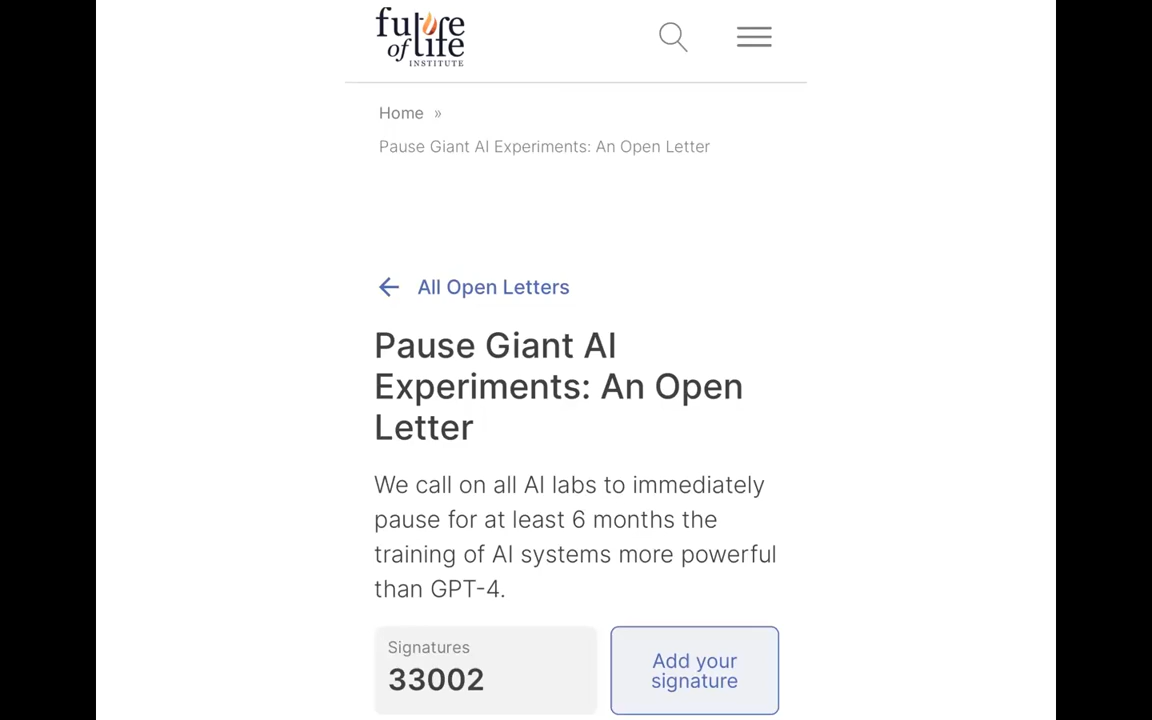 future
of life
INSTITUTE
Home »
Pause Giant AI Experiments: An Open Letter
All Open Letters
Pause Giant AI
Experiments: An Open
Letter
We call on all AI labs to immediately
pause for at least 6 months the
training of AI systems more powerful
than GPT-4.
Signatures
33002
Add your
signature